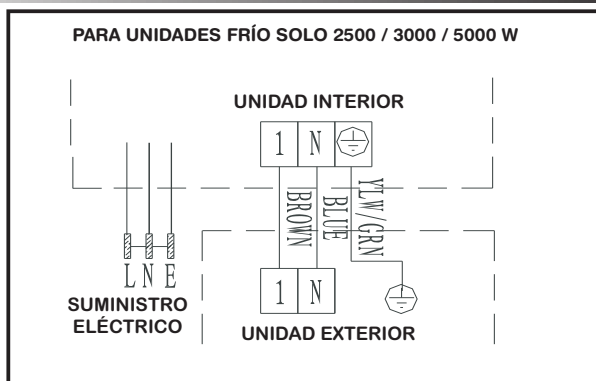 PARA UNIDADES FRÍO SOLO 2500 / 3000 / 5000 W
UNIDAD INTERIOR
1 N
BROWN
BLUE
YLW/GRN
L N E
SUMINISTRO
ELÉCTRICO
1 N
UNIDAD EXTERIOR